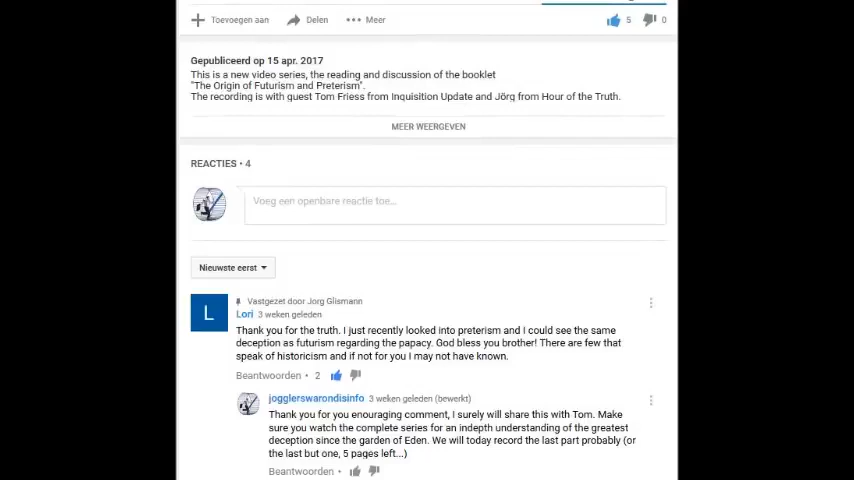 Toevoegen aan Delen Meer 5 0
Gepubliceerd op 15 apr. 2017
This is a new video series, the reading and discussion of the booklet
"The Origin of Futurism and Preterism".
The recording is with guest Tom Friess from Inquisition Update and Jörg from Hour of the Truth.
MEER WEERGEVEN
REACTIES • 4
Voeg een openbare reactie toe...
Nieuwste eerst
L
Vastgezet door Jorg Glismann
Lori 3 weken geleden
Thank you for the truth. I just recently looked into preterism and I could see the same
deception as futurism regarding the papacy. God bless you brother! There are few that
speak of historicism and if not for you I may not have known.
Beantwoorden • 2
jogglerswarondisinfo 3 weken geleden (bewerkt)
Thank you for you enouraging comment, I surely will share this with Tom. Make
sure you watch the complete series for an indepth understanding of the greatest
deception since the garden of Eden. We will today record the last part probably (or
the last but one, 5 pages left...)
Beantwoorden •